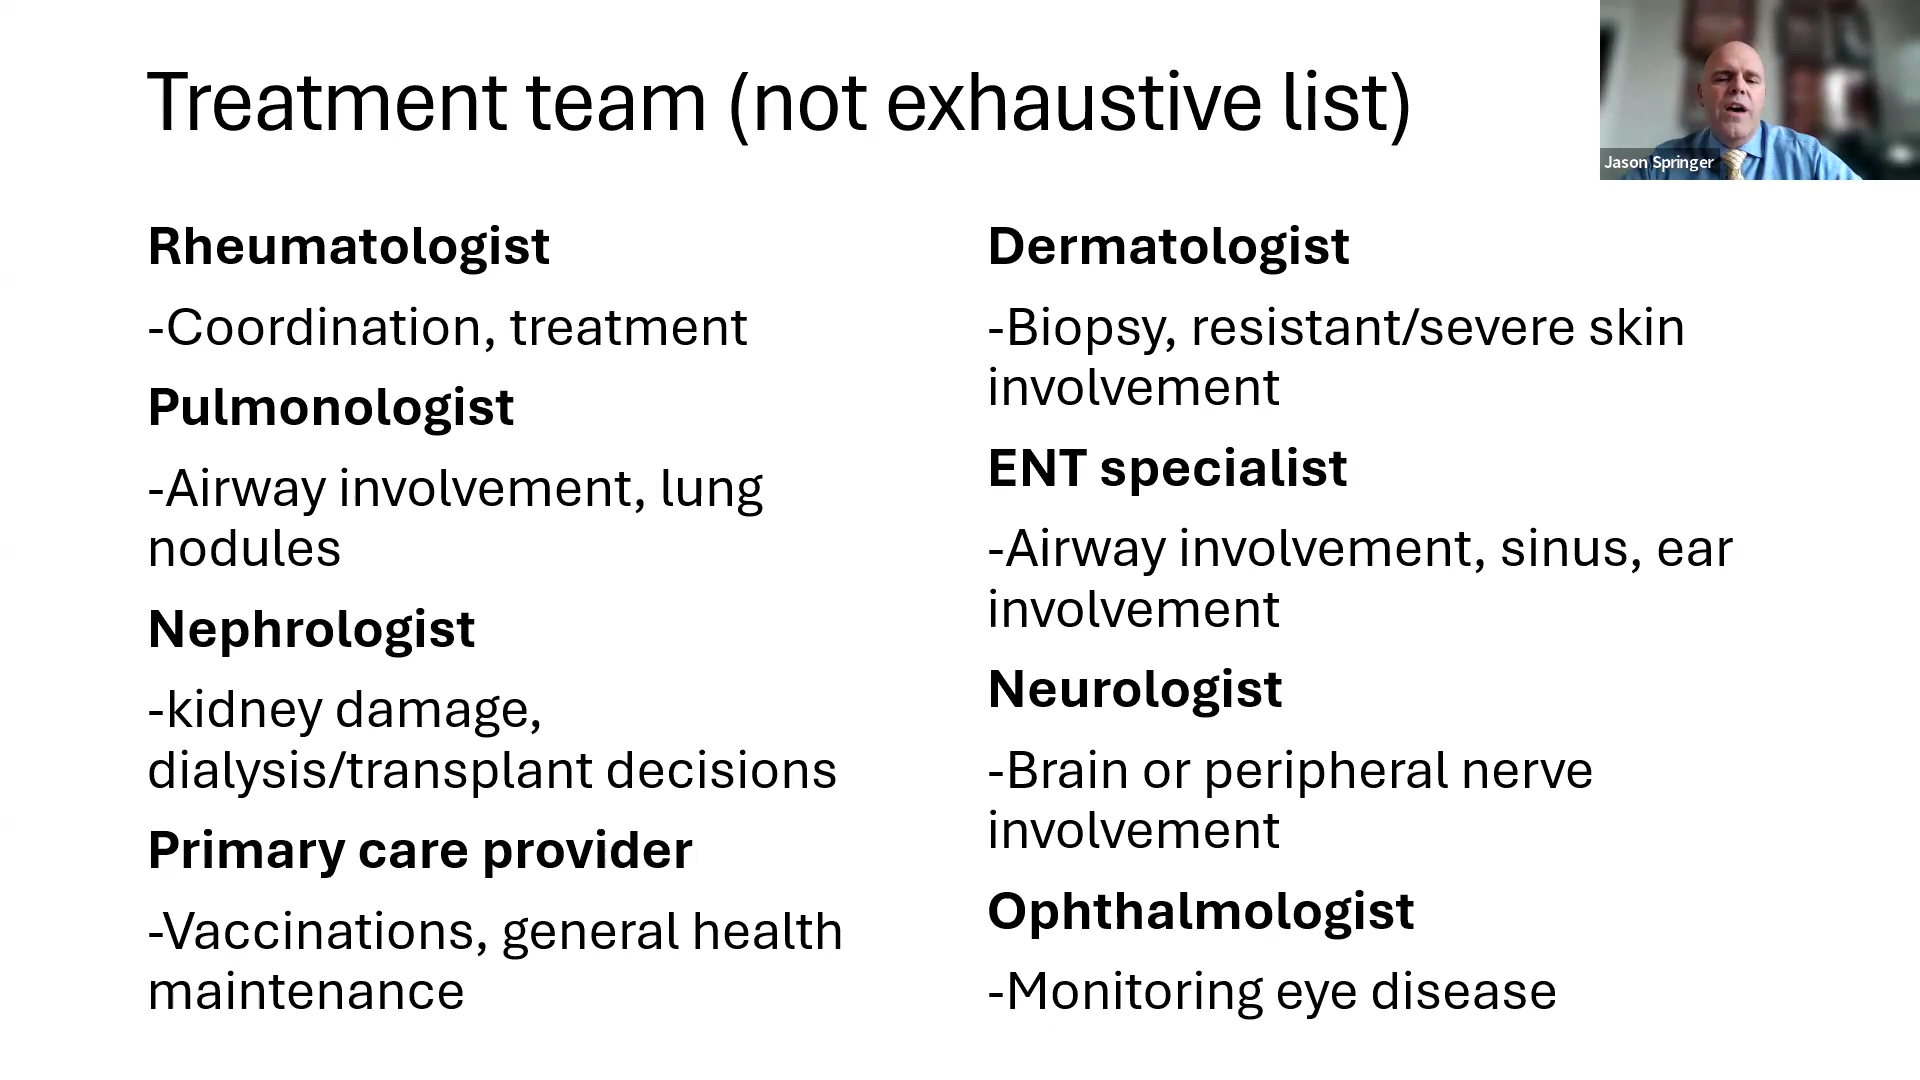 Treatment team (not exhaustive list)
Jason Springer
Rheumatologist
-Coordination, treatment
Pulmonologist
-Airway involvement, lung
nodules
Nephrologist
-kidney damage,
dialysis/transplant decisions
Primary care provider
-Vaccinations, general health
maintenance
Dermatologist
-Biopsy, resistant/severe skin
involvement
ENT specialist
-Airway involvement, sinus, ear
involvement
Neurologist
-Brain or peripheral nerve
involvement
Ophthalmologist
-Monitoring eye disease